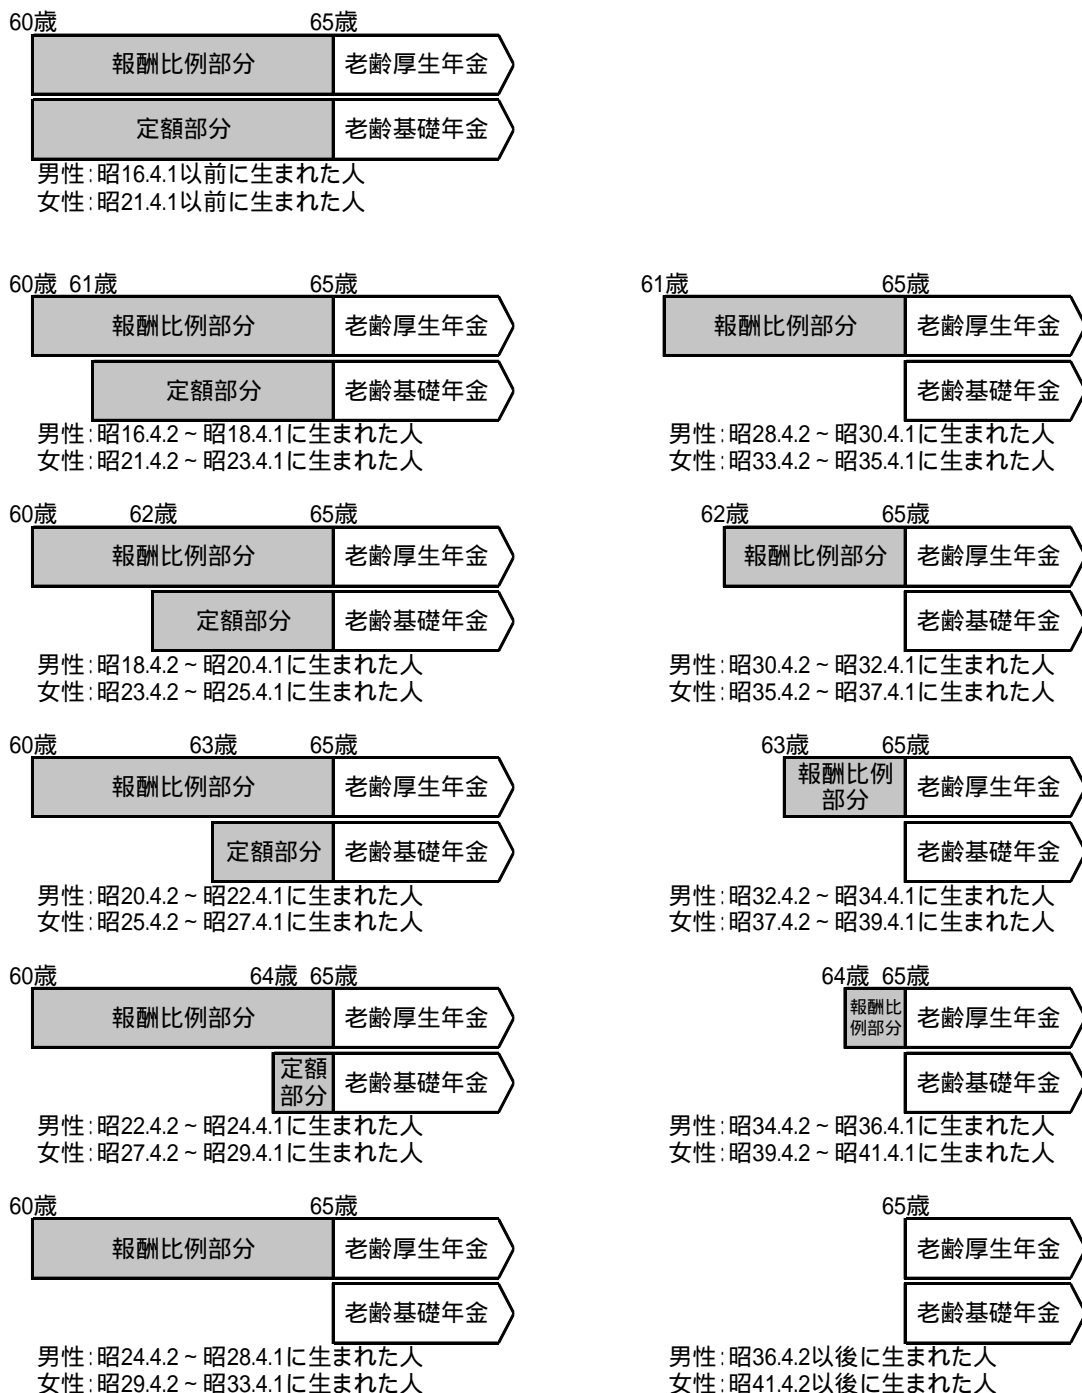 60歳 65歳
報酬比例部分 老齢厚生年金
定額部分 老齢基礎年金
男性:昭16.4.1以前に生まれた人
女性:昭21.4.1以前に生まれた人
60歳 61歳 65歳
報酬比例部分 老齢厚生年金
定額部分 老齢基礎年金
男性:昭16.4.2~昭18.4.1に生まれた人
女性:昭21.4.2~昭23.4.1に生まれた人
60歳 62歳 65歳
報酬比例部分 老齢厚生年金
定額部分 老齢基礎年金
男性:昭18.4.2~昭20.4.1に生まれた人
女性:昭23.4.2~昭25.4.1に生まれた人
60歳 63歳 65歳
報酬比例部分 老齢厚生年金
定額部分 老齢基礎年金
男性:昭20.4.2~昭22.4.1に生まれた人
女性:昭25.4.2~昭27.4.1に生まれた人
60歳 64歳 65歳
報酬比例部分 老齢厚生年金
定額
部分 老齢基礎年金
男性:昭22.4.2~昭24.4.1に生まれた人
女性:昭27.4.2~昭29.4.1に生まれた人
60歳 65歳
報酬比例部分 老齢厚生年金
老齢基礎年金
男性:昭24.4.2~昭28.4.1に生まれた人
女性:昭29.4.2~昭33.4.1に生まれた人
61歳 65歳
報酬比例部分 老齢厚生年金
老齢基礎年金
男性:昭28.4.2~昭30.4.1に生まれた人
女性:昭33.4.2~昭35.4.1に生まれた人
62歳 65歳
報酬比例部分 老齢厚生年金
老齢基礎年金
男性:昭30.4.2~昭32.4.1に生まれた人
女性:昭35.4.2~昭37.4.1に生まれた人
63歳 65歳
報酬比例
部分 老齢厚生年金
老齢基礎年金
男性:昭32.4.2~昭34.4.1に生まれた人
女性:昭37.4.2~昭39.4.1に生まれた人
64歳 65歳
報酬比
例部分 老齢厚生年金
老齢基礎年金
男性:昭34.4.2~昭36.4.1に生まれた人
女性:昭39.4.2~昭41.4.1に生まれた人
65歳
老齢厚生年金
老齢基礎年金
男性:昭36.4.2以後に生まれた人
女性:昭41.4.2以後に生まれた人